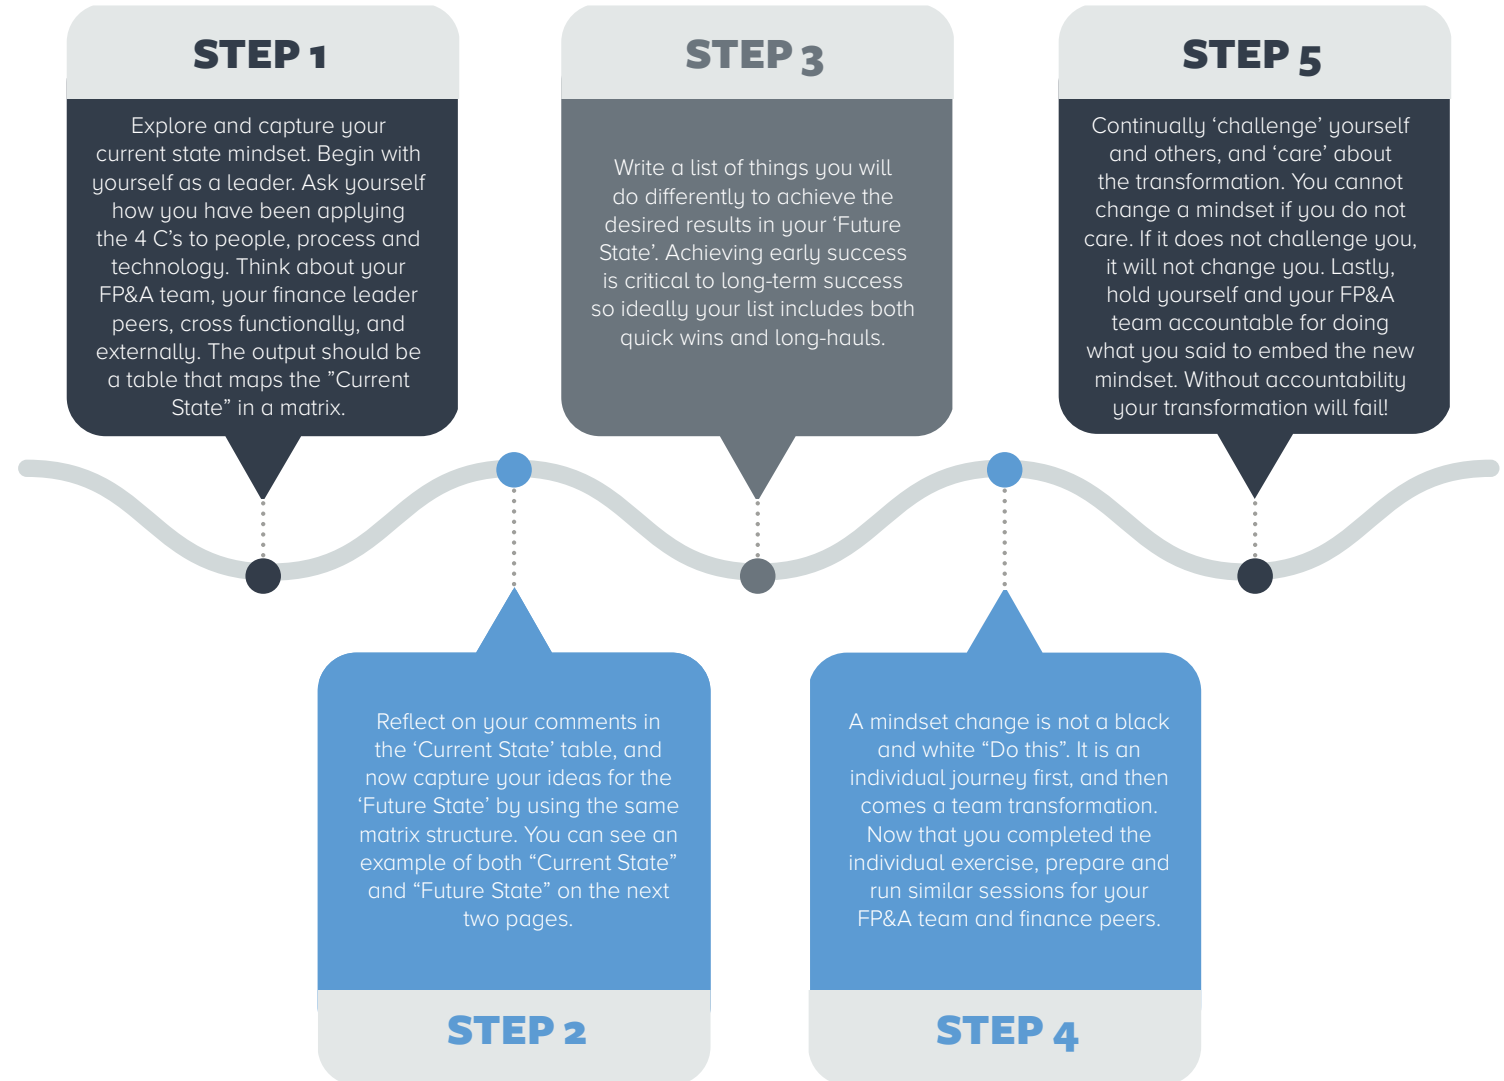 STEP 1
Explore and capture your
current state mindset. Begin with
yourself as a leader. Ask yourself
how you have been applying
the 4 C’s to people, process and
technology. Think about your
FP&A team, your finance leader
peers, cross functionally, and
externally. The output should be
a table that maps the ”Current
State” in a matrix.
Reflect on your comments in
the ‘Current State’ table, and
now capture your ideas for the
‘Future State’ by using the same
matrix structure. You can see an
example of both “Current State”
and “Future State” on the next
two pages.
STEP 2
STEP 3
Write a list of things you will
do differently to achieve the
desired results in your ‘Future
State’. Achieving early success
is critical to long-term success
so ideally your list includes both
quick wins and long-hauls.
A mindset change is not a black
and white “Do this”. It is an
individual journey first, and then
comes a team transformation.
Now that you completed the
individual exercise, prepare and
run similar sessions for your
FP&A team and finance peers.
STEP 4
STEP 5
Continually ‘challenge’ yourself
and others, and ‘care’ about
the transformation. You cannot
change a mindset if you do not
care. If it does not challenge you,
it will not change you. Lastly,
hold yourself and your FP&A
team accountable for doing
what you said to embed the new
mindset. Without accountability
your transformation will fail!